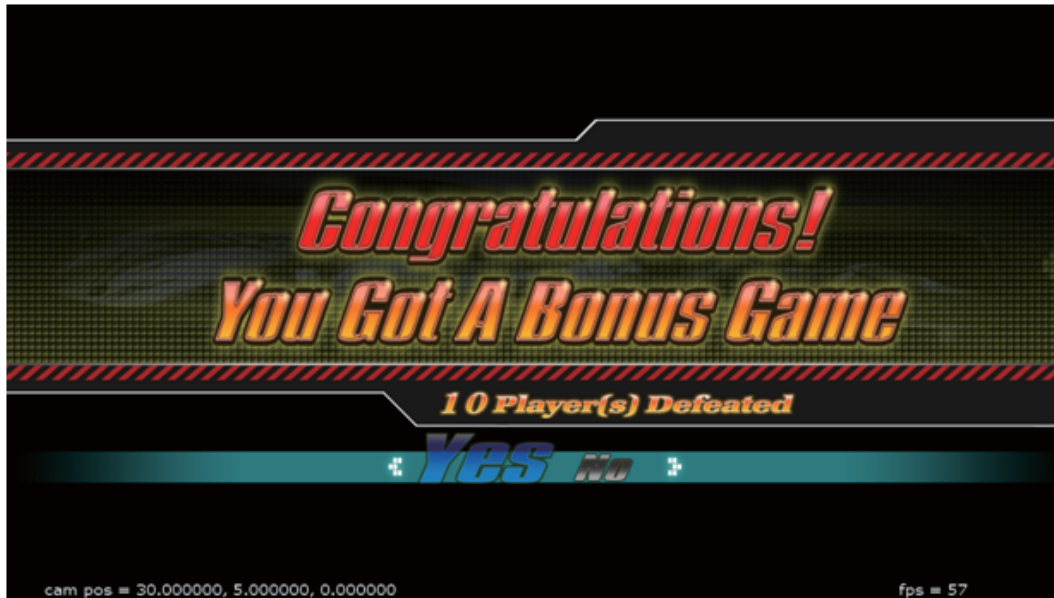 Congratulations!
You Got A Bonus Game
10 Player(s) Defeated
Yes No
cam pos = 30.000000, 5.000000, 0.000000 fps = 57